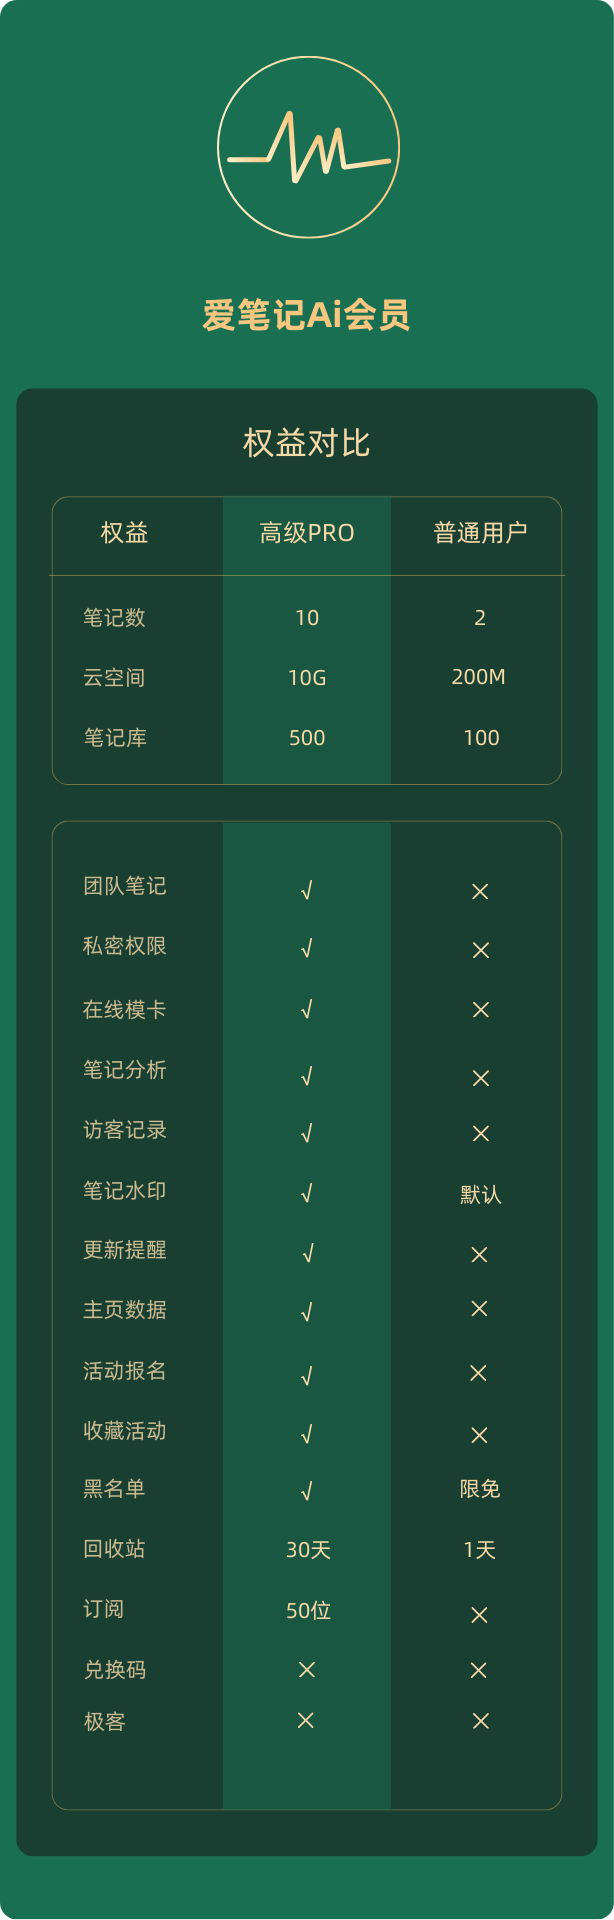 爱笔记Ai会员
权益对比
权益 高级PRO 普通用户
笔记数 10 2
云空间 10G 200M
笔记库 500 100
团队笔记 √ ×
私密权限 √ ×
在线模卡 √ ×
笔记分析 √ ×
访客记录 √ ×
笔记水印 √ 默认
更新提醒 √ ×
主页数据 √ ×
活动报名 √ ×
收藏活动 √ ×
黑名单 √ 限免
回收站 30天 1天
订阅 50位 ×
兑换码 × ×
极客 × ×